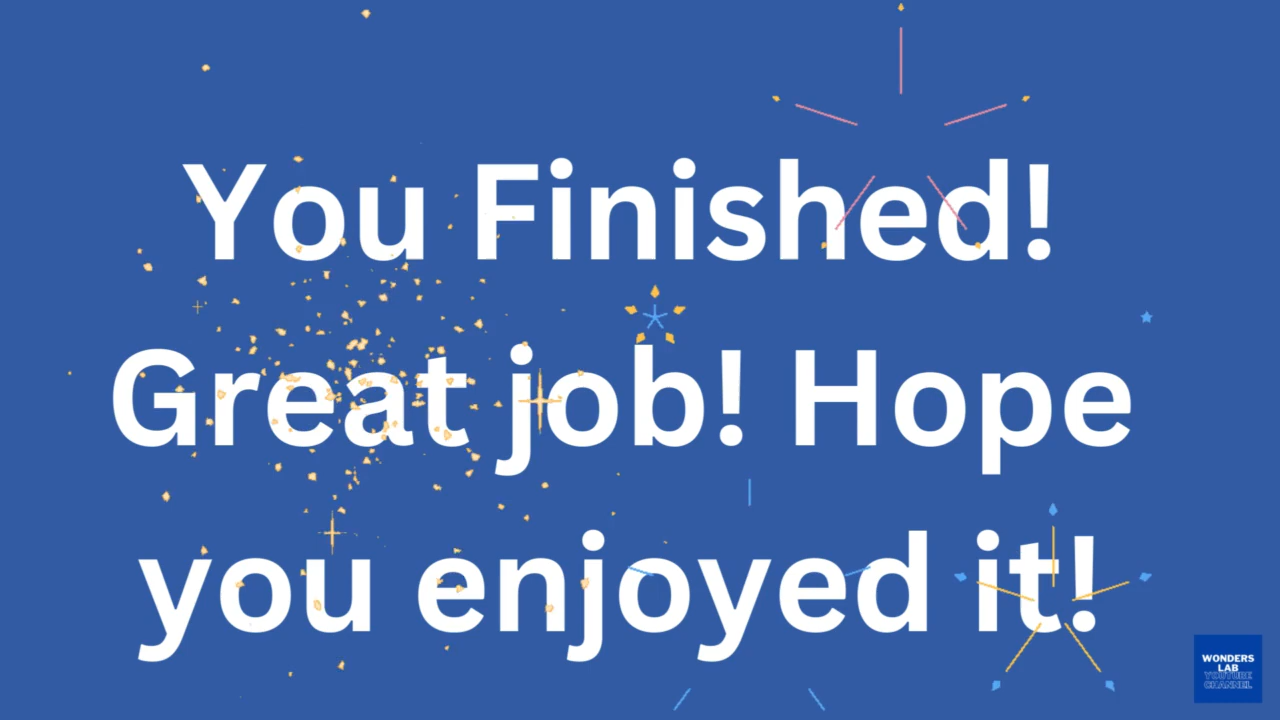 You Finished!
Great job! Hope
you enjoyed it!
WONDERS
LAB
YOUTUBE
CHANNEL